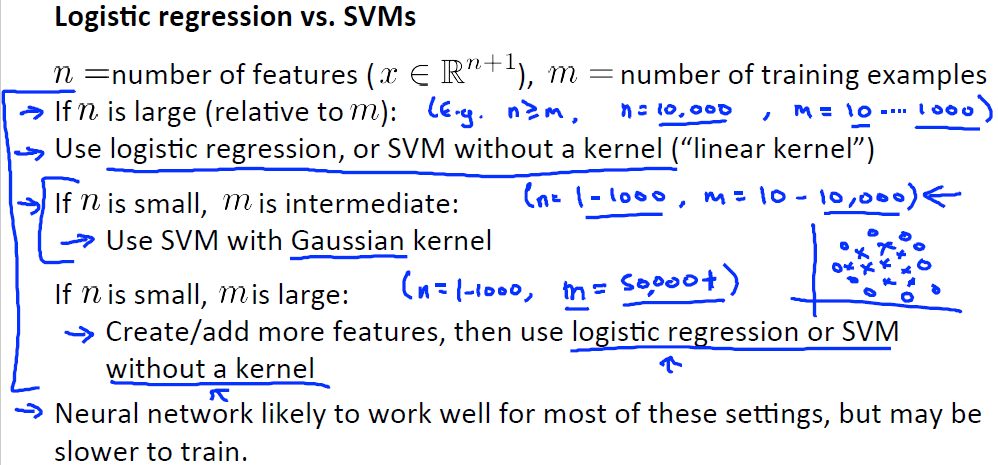 Logistic regression vs. SVMs
n =number of features (x ∈ ℝⁿ⁺¹), m = number of training examples
→ If n is large (relative to m): (E.g. n≥m, n=10,000 , m = 10 .... 1000)
→ Use logistic regression, or SVM without a kernel (“linear kernel”)
→ If n is small, m is intermediate: (n= 1-1000, m = 10 - 10,000) ←
→ Use SVM with Gaussian kernel
If n is small, m is large: (n=1-1000, m = 50,000+)
→ Create/add more features, then use logistic regression or SVM
without a kernel
→ Neural network likely to work well for most of these settings, but may be
slower to train.